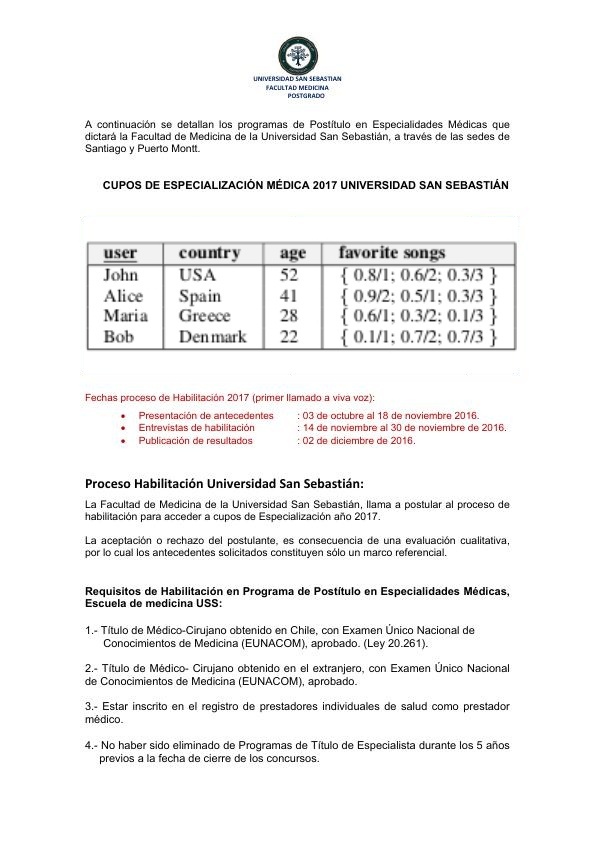 UNIVERSIDAD SAN SEBASTIAN
FACULTAD MEDICINA
POSTGRADO
A continuación se detallan los programas de Postítulo en Especialidades Médicas que
dictará la Facultad de Medicina de la Universidad San Sebastián, a través de las sedes de
Santiago y Puerto Montt.
CUPOS DE ESPECIALIZACIÓN MÉDICA 2017 UNIVERSIDAD SAN SEBASTIÁN
user country age favorite songs
John USA 52 { 0.8/1; 0.6/2; 0.3/3 }
Alice Spain 41 { 0.9/2; 0.5/1; 0.3/3 }
Maria Greece 28 { 0.6/1; 0.3/2; 0.1/3 }
Bob Denmark 22 { 0.1/1; 0.7/2; 0.7/3 }
Fechas proceso de Habilitación 2017 (primer llamado a viva voz):
• Presentación de antecedentes : 03 de octubre al 18 de noviembre 2016.
• Entrevistas de habilitación : 14 de noviembre al 30 de noviembre de 2016.
• Publicación de resultados : 02 de diciembre de 2016.
Proceso Habilitación Universidad San Sebastián:
La Facultad de Medicina de la Universidad San Sebastián, llama a postular al proceso de
habilitación para acceder a cupos de Especialización año 2017.
La aceptación o rechazo del postulante, es consecuencia de una evaluación cualitativa,
por lo cual los antecedentes solicitados constituyen sólo un marco referencial.
Requisitos de Habilitación en Programa de Postítulo en Especialidades Médicas,
Escuela de medicina USS:
1.- Título de Médico-Cirujano obtenido en Chile, con Examen Único Nacional de
Conocimientos de Medicina (EUNACOM), aprobado. (Ley 20.261).
2.- Título de Médico- Cirujano obtenido en el extranjero, con Examen Único Nacional
de Conocimientos de Medicina (EUNACOM), aprobado.
3.- Estar inscrito en el registro de prestadores individuales de salud como prestador
médico.
4.- No haber sido eliminado de Programas de Título de Especialista durante los 5 años
previos a la fecha de cierre de los concursos.